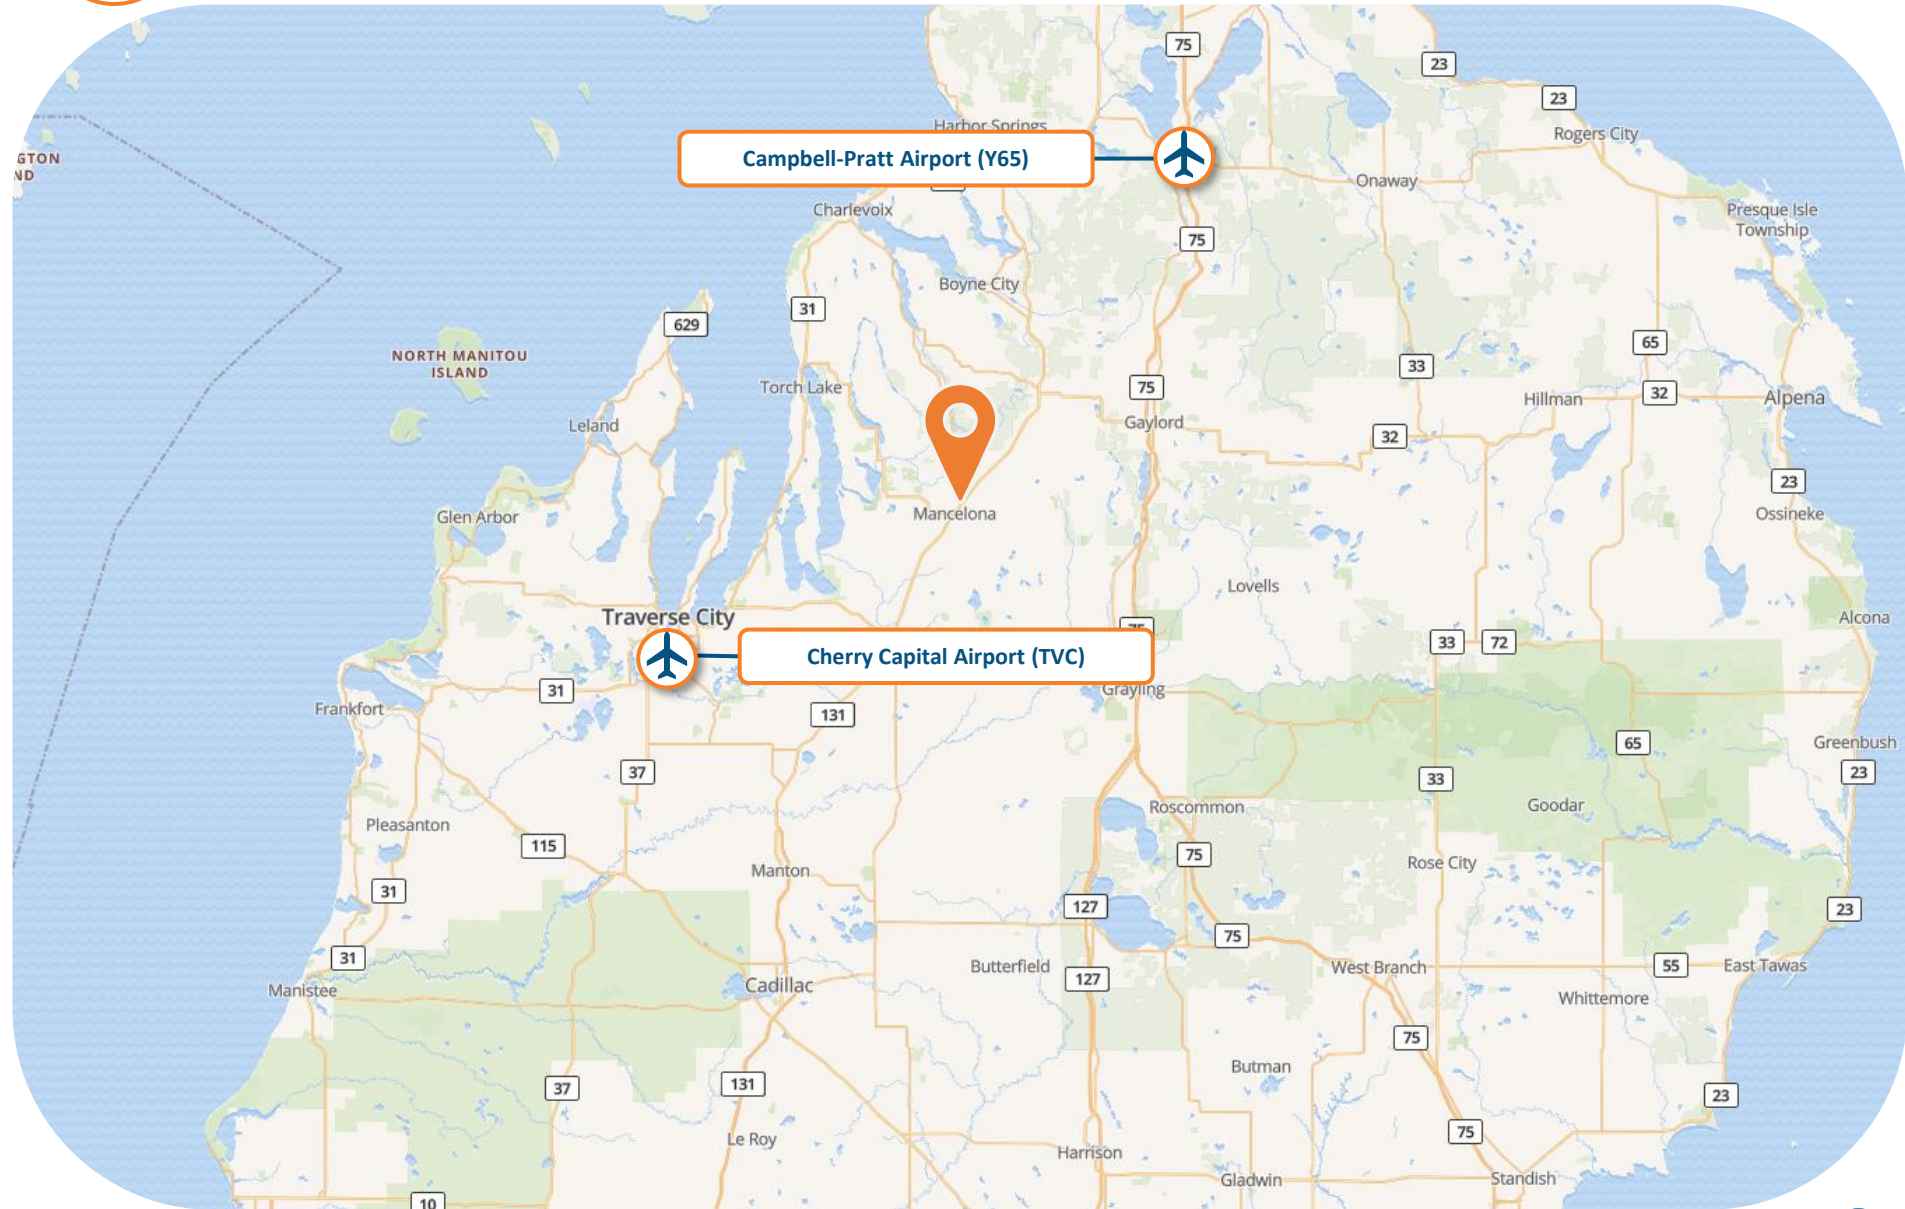 75
23
23
Harbor Springs
Rogers City
GTON
ND
Campbell-Pratt Airport (Y65)
Onaway
Charlevoix
Presque Isle
Township
75
Boyne City
31
629
65
NORTH MANITOU
ISLAND
33
Torch Lake
75
32
Hillman
Alpena
Leland
Gaylord
32
23
Glen Arbor
Mancelona
Ossineke
Lovells
Traverse City
Alcona
75
33
72
Cherry Capital Airport (TVC)
31
Grayling
Frankfort
131
65
Greenbush
37
33
23
Roscommon
Goodar
Pleasanton
115
75
Rose City
Manton
31
127
23
75
31
Butterfield
West Branch
55
East Tawas
127
Manistee
Cadillac
Whittemore
75
Butman
37
131
23
75
Le Roy
Harrison
Gladwin
Standish
10